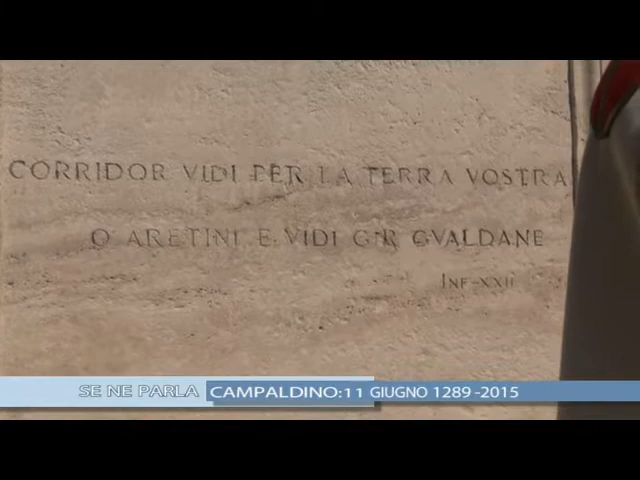 CORRIDOR VIDI PER LA TERRA VOSTRA
O' ARETINI E VIDI GIR GVALDANE
INF-XXII
SE NE PARLA
CAMPALDINO: 11 GIUGNO 1289 -2015